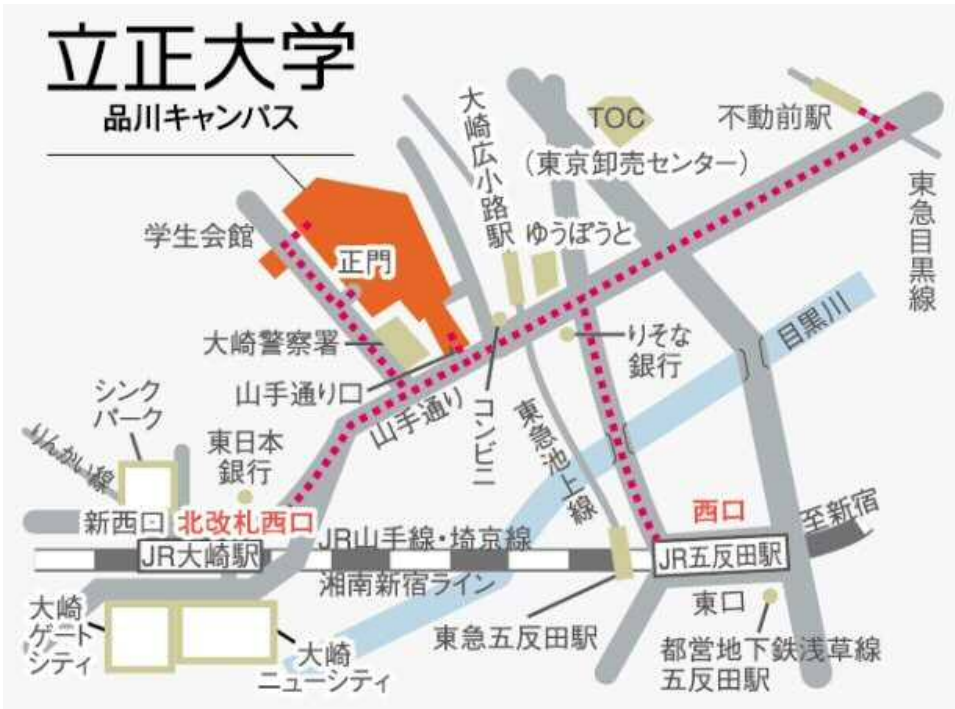 立正大学
品川キャンパス
大崎広小路駅
TOC
(東京卸売センター)
不動前駅
東急目黒線
学生会館
正門
ゆうぽうと
目黒川
大崎警察署
りそな
銀行
山手通り口
山手通り
コンビニ
東急池上線
シンク
パーク
りんかい線
東日本
銀行
新西口
北改札西口
西口
至新宿
JR大崎駅
JR山手線・埼京線
JR五反田駅
湘南新宿ライン
大崎
ゲート
シティ
大崎
ニューシティ
東急五反田駅
東口
都営地下鉄浅草線
五反田駅